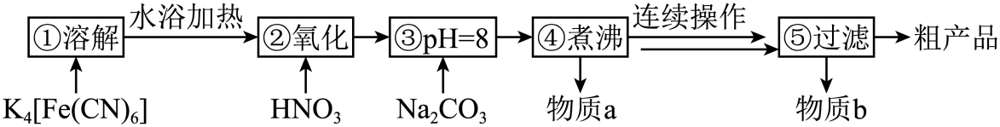 水浴加热 连续操作
①溶解 ②氧化 ③pH=8 ④煮沸 ⑤过滤 粗产品
K₄[Fe(CN)₆] HNO₃ Na₂CO₃ 物质a 物质b